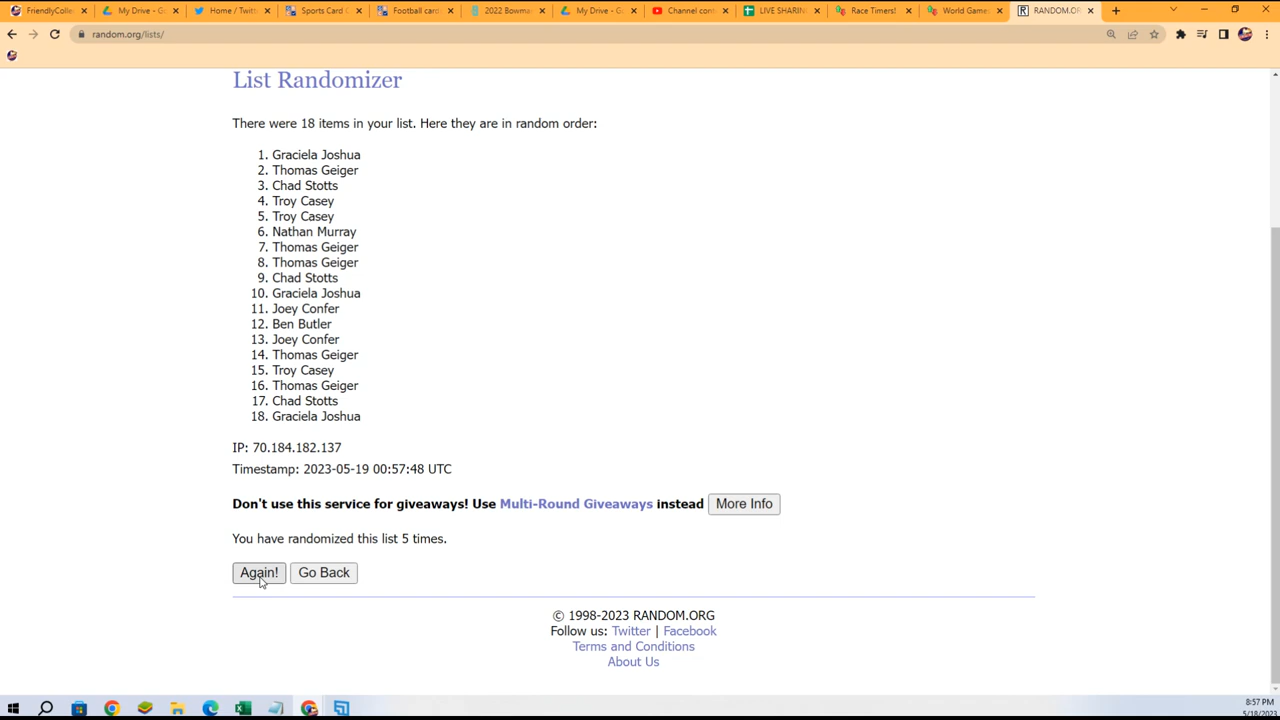 FriendlyColle
My Drive - G
Home / Twitt
Sports Card C
Football card
2022 Bowma
My Drive - G
Channel cont
LIVE SHARIN
Race Timers!
World Game
RANDOM.OR
random.org/lists/
List Randomizer
There were 18 items in your list. Here they are in random order:
1. Graciela Joshua
2. Thomas Geiger
3. Chad Stotts
4. Troy Casey
5. Troy Casey
6. Nathan Murray
7. Thomas Geiger
8. Thomas Geiger
9. Chad Stotts
10. Graciela Joshua
11. Joey Confer
12. Ben Butler
13. Joey Confer
14. Thomas Geiger
15. Troy Casey
16. Thomas Geiger
17. Chad Stotts
18. Graciela Joshua
IP: 70.184.182.137
Timestamp: 2023-05-19 00:57:48 UTC
Don't use this service for giveaways! Use Multi-Round Giveaways instead More Info
You have randomized this list 5 times.
Again! Go Back
© 1998-2023 RANDOM.ORG
Follow us: Twitter | Facebook
Terms and Conditions
About Us
8:57 PM
5/18/2023